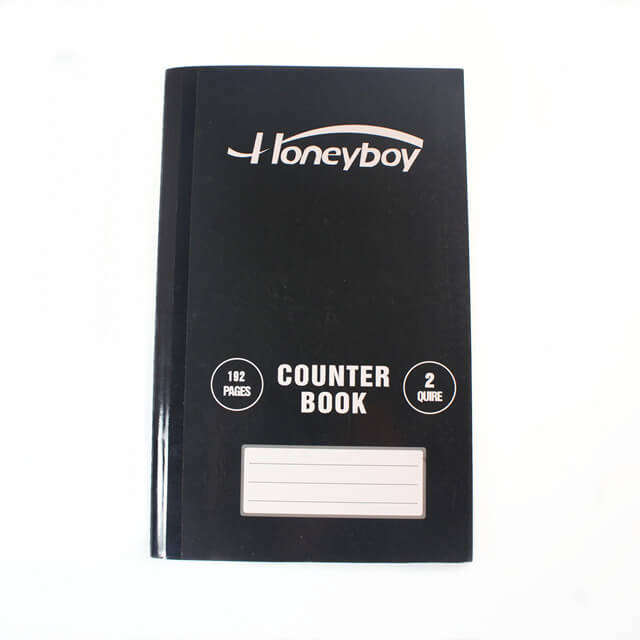 Honeyboy
192
PAGES
COUNTER
BOOK
2
QUIRE